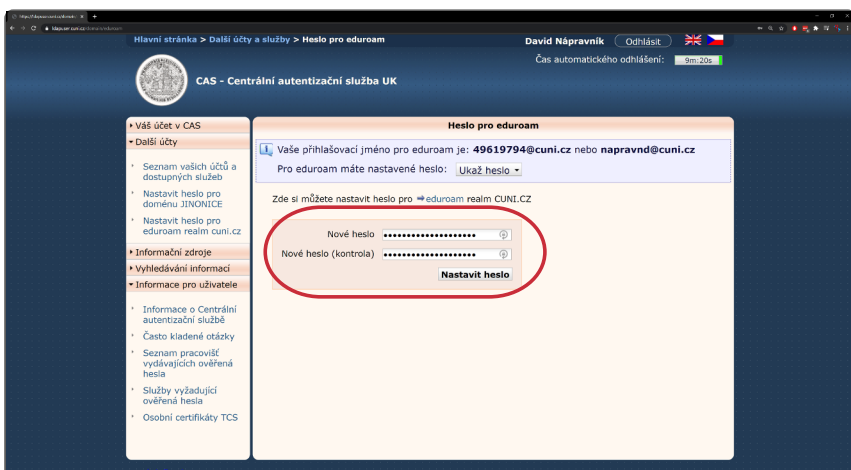 Hlavní stránka > Další účty a služby > Heslo pro eduroam
David Nápravník
Odhlásit
Čas automatického odhlášení:
9m:20s
CAS - Centrální autentizační služba UK
Váš účet v CAS
Další účty
Seznam vašich účtů a
dostupných služeb
Nastavit heslo pro
doménu JINONICE
Nastavit heslo pro
eduroam realm cuni.cz
Informační zdroje
Vyhledávání informací
Informace pro uživatele
Informace o Centrální
autentizační službě
Často kladené otázky
Seznam pracovišť
vydávajících ověřená
hesla
Služby vyžadující
ověřená hesla
Osobní certifikáty TCS
Heslo pro eduroam
Vaše přihlašovací jméno pro eduroam je: 49619794@cuni.cz nebo napravnd@cuni.cz
Pro eduroam máte nastavené heslo: Ukaž heslo
Zde si můžete nastavit heslo pro eduroam realm CUNI.CZ
Nové heslo
Nové heslo (kontrola)
Nastavit heslo